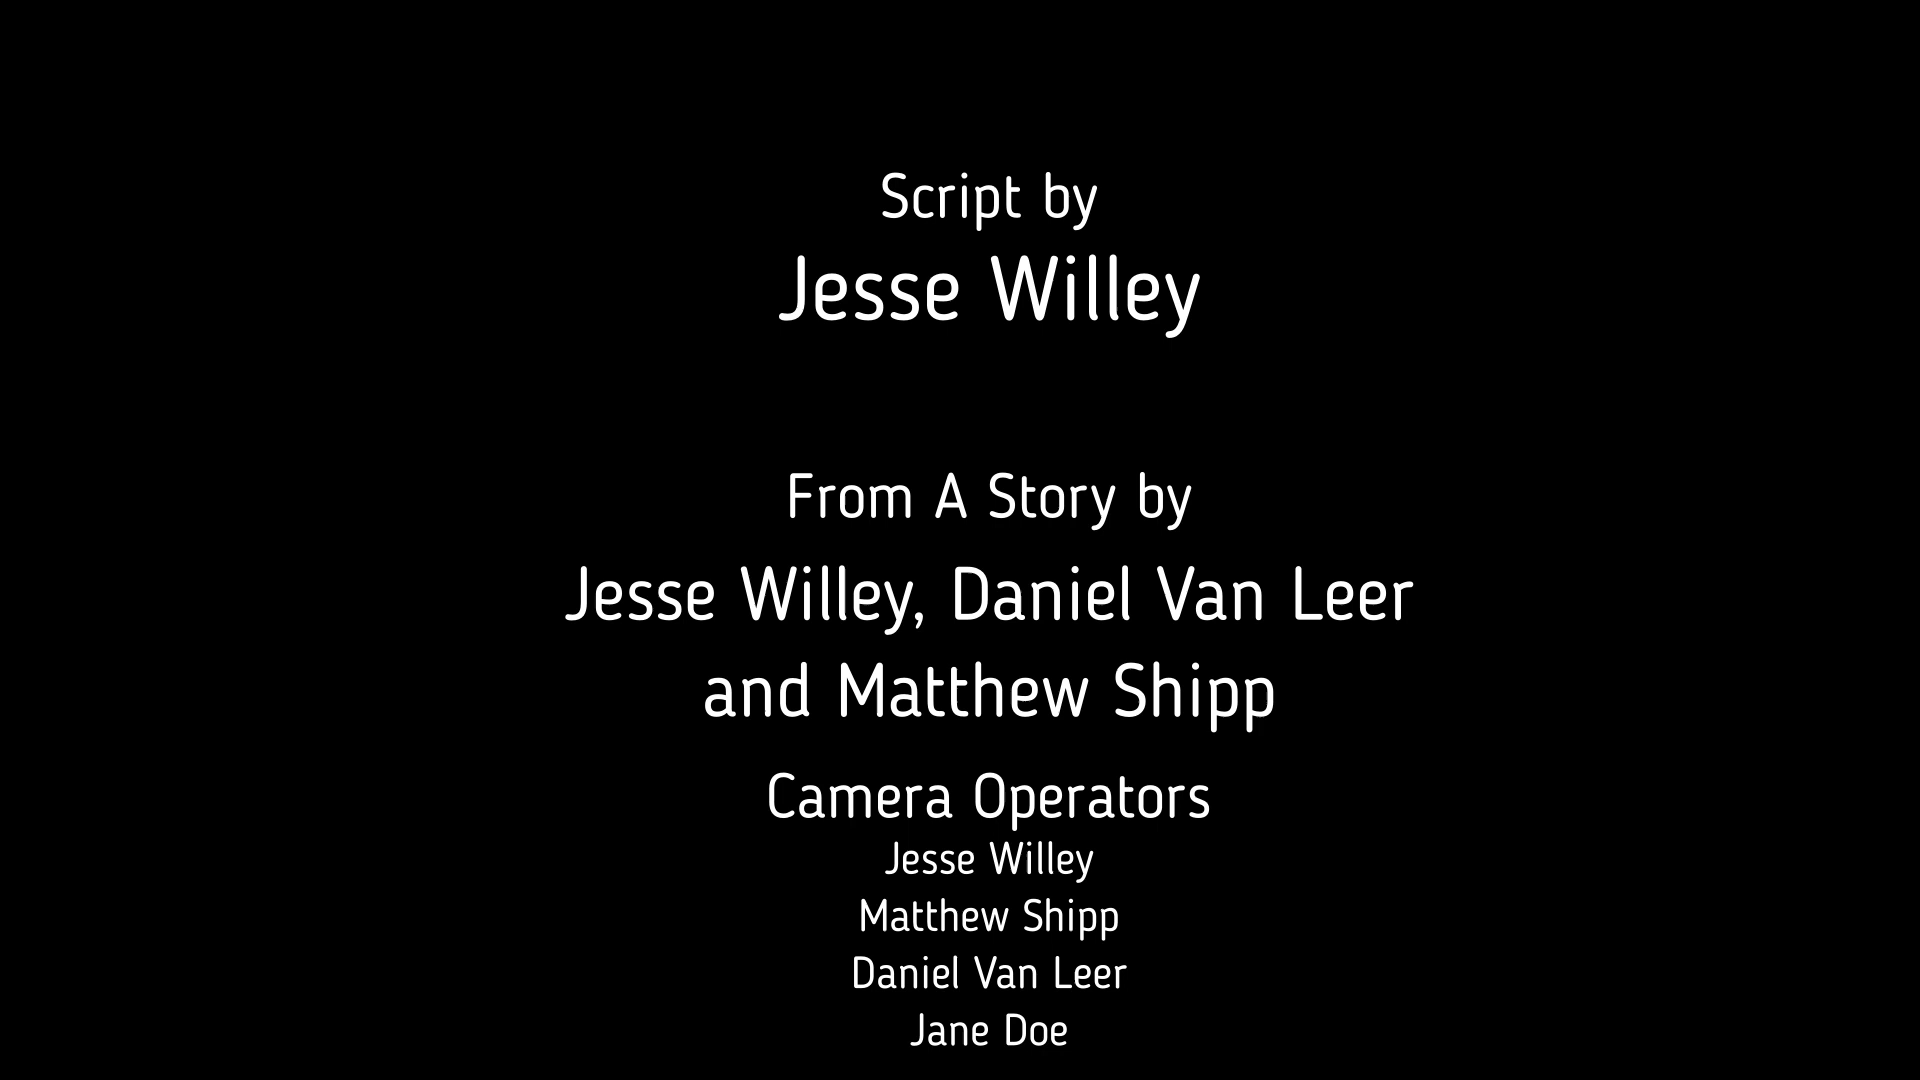 Script by
Jesse Willey
From A Story by
Jesse Willey, Daniel Van Leer
and Matthew Shipp
Camera Operators
Jesse Willey
Matthew Shipp
Daniel Van Leer
Jane Doe